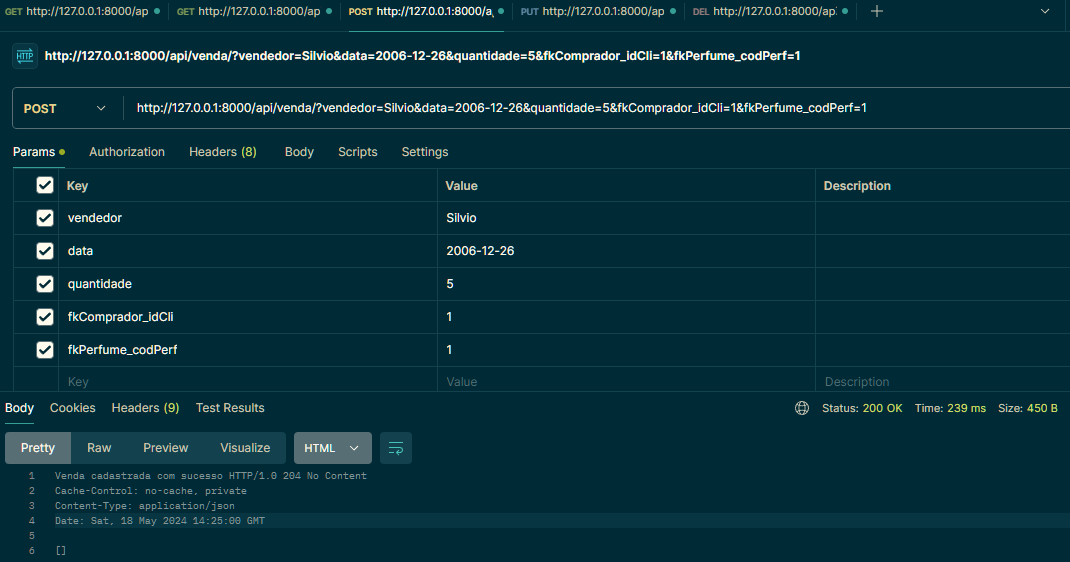 GET http://127.0.0.1:8000/ap GET http://127.0.0.1:8000/ap POST http://127.0.0.1:8000/a PUT http://127.0.0.1:8000/ap DEL http://127.0.0.1:8000/ap
HTTP http://127.0.0.1:8000/api/venda/?vendedor=Silvio&data=2006-12-26&quantidade=5&fkComprador_idCli=1&fkPerfume_codPerf=1
POST http://127.0.0.1:8000/api/venda/?vendedor=Silvio&data=2006-12-26&quantidade=5&fkComprador_idCli=1&fkPerfume_codPerf=1
Params Authorization Headers (8) Body Scripts Settings
Key Value Description
vendedor Silvio
data 2006-12-26
quantidade 5
fkComprador_idCli 1
fkPerfume_codPerf 1
Key Value Description
Body Cookies Headers (9) Test Results Status: 200 OK Time: 239 ms Size: 450 B
Pretty Raw Preview Visualize HTML
1 Venda cadastrada com sucesso HTTP/1.0 204 No Content
2 Cache-Control: no-cache, private
3 Content-Type: application/json
4 Date: Sat, 18 May 2024 14:25:00 GMT
5
6 []